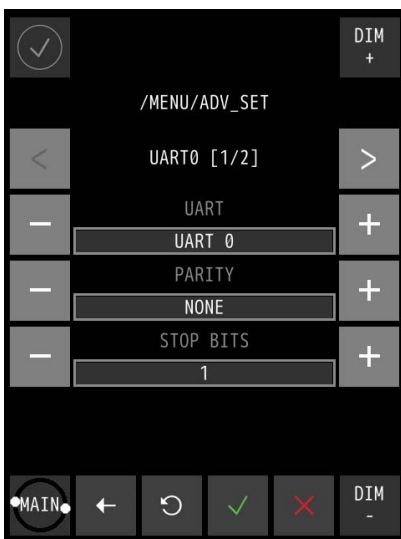 DIM
+
/MENU/ADV_SET
<
UART0 [1/2]
>
UART
−
UART 0
+
PARITY
−
NONE
+
STOP BITS
−
1
+
MAIN
DIM
-